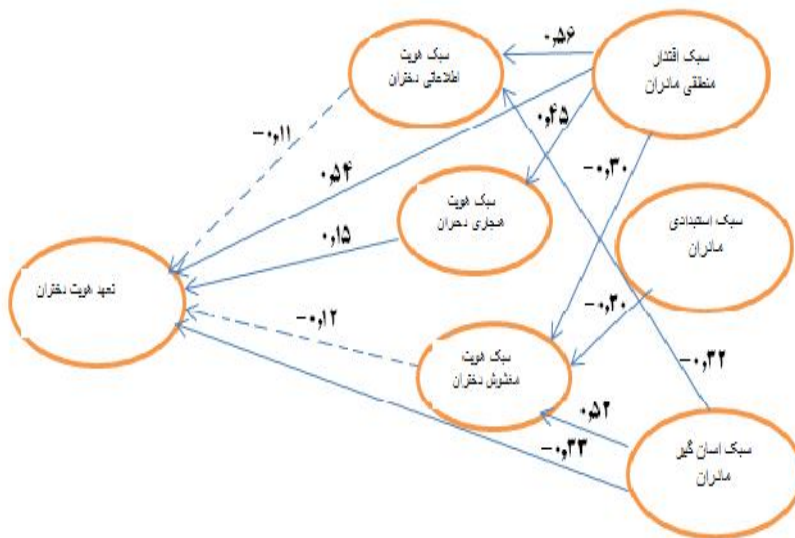 ۰,۵۶
سبک اقتدار
منطقی مادران
سبک هویت
اطلاعاتی دختران
۰,۴۵
-۰,۱۱
-۰,۳۰
۰,۵۴
سبک هویت
هنجاری دختران
سبک استبدادی
مادران
۰,۱۵
تعهد هویت دختران
-۰,۳۰
-۰,۱۲
سبک هویت
مغشوش دختران
-۰,۳۲
۰,۵۲
-۰,۳۳
سبک اسان گیر
مادران